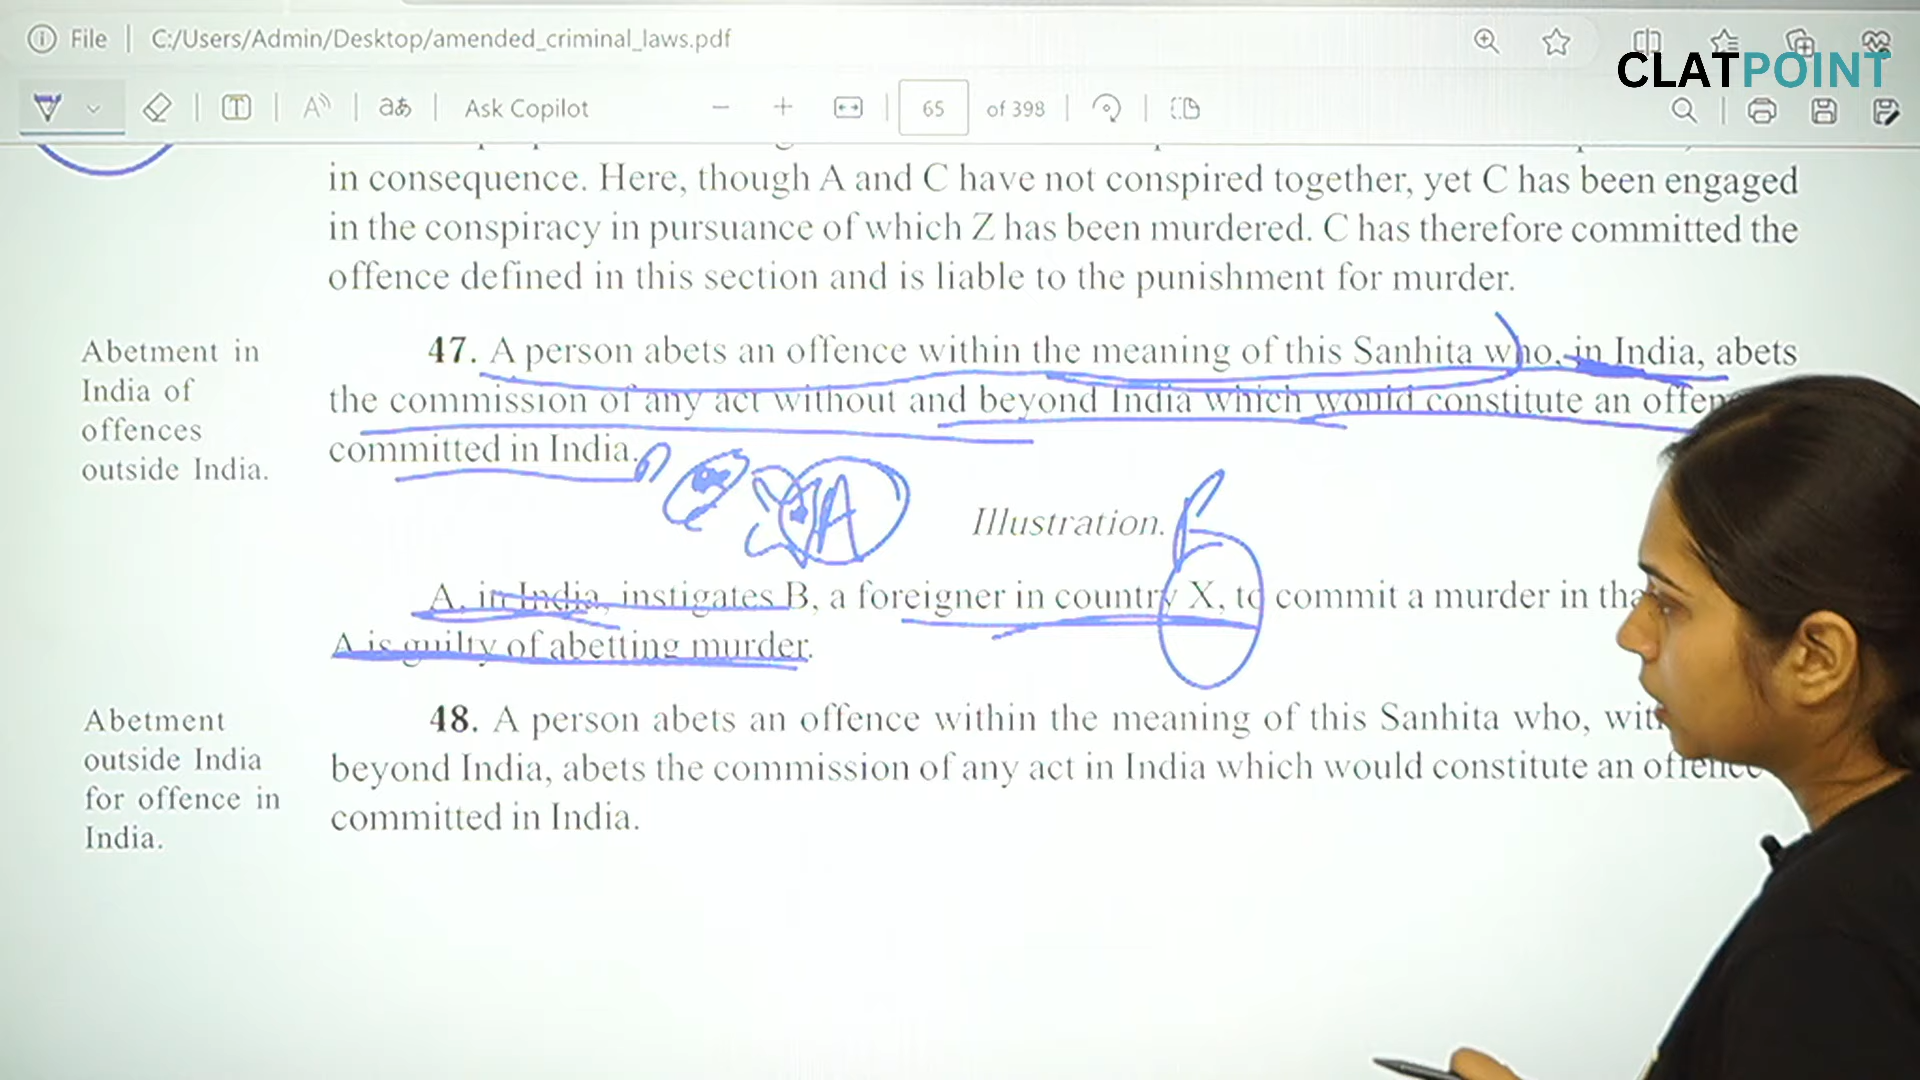 File | C:/Users/Admin/Desktop/amended_criminal_laws.pdf
CLATPOINT
T A aあ Ask Copilot 65 of 398
in consequence. Here, though A and C have not conspired together, yet C has been engaged
in the conspiracy in pursuance of which Z has been murdered. C has therefore committed the
offence defined in this section and is liable to the punishment for murder.
Abetment in
India of
offences
outside India.
47. A person abets an offence within the meaning of this Sanhita who, in India, abets
the commission of any act without and beyond India which would constitute an offen
committed in India.
A
Illustration.
A, in India, instigates B, a foreigner in country X, to commit a murder in tha
A is guilty of abetting murder.
Abetment
outside India
for offence in
India.
48. A person abets an offence within the meaning of this Sanhita who, wit
beyond India, abets the commission of any act in India which would constitute an offence
committed in India.